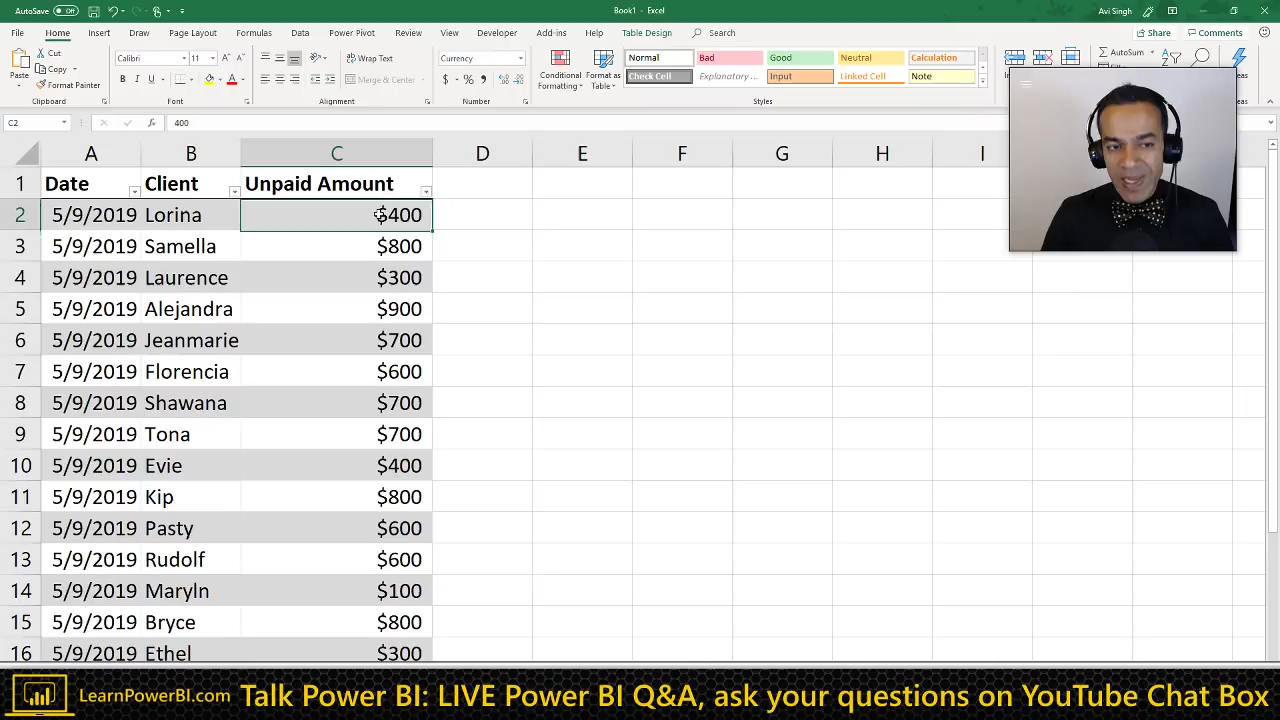 AutoSave Off
Book1 - Excel
Avi Singh
File Home Insert Draw Page Layout Formulas Data Power Pivot Review View Developer Add-ins Help Table Design Search
Share Comments
Paste
Cut
Copy
Format Painter
Clipboard
Calibri 11
B I U
Font
Wrap Text
Merge & Center
Alignment
Currency
$ % ,
Number
Conditional Formatting
Format as Table
Normal Bad Good Neutral Calculation
Check Cell Explanatory ... Input Linked Cell Note
Styles
AutoSum
C2 fx 400
A B C D E F G H I
1 Date Client Unpaid Amount
2 5/9/2019 Lorina $400
3 5/9/2019 Samella $800
4 5/9/2019 Laurence $300
5 5/9/2019 Alejandra $900
6 5/9/2019 Jeanmarie $700
7 5/9/2019 Florencia $600
8 5/9/2019 Shawana $700
9 5/9/2019 Tona $700
10 5/9/2019 Evie $400
11 5/9/2019 Kip $800
12 5/9/2019 Pasty $600
13 5/9/2019 Rudolf $600
14 5/9/2019 Maryln $100
15 5/9/2019 Bryce $800
16 5/9/2019 Ethel $300
LearnPowerBI.com Talk Power BI: LIVE Power BI Q&A, ask your questions on YouTube Chat Box